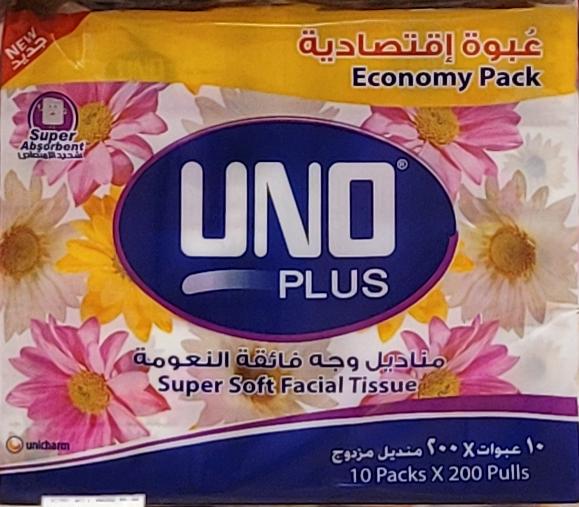 NEW
جديد
عُبوة إقتصادية
Economy Pack
Super
Absorbent
شديد الامتصاص
UNO®
PLUS
مناديل وجه فائقة النعومة
Super Soft Facial Tissue
unicharm
١٠ عبوات X ٢٠٠ منديل مزدوج
10 Packs X 200 Pulls